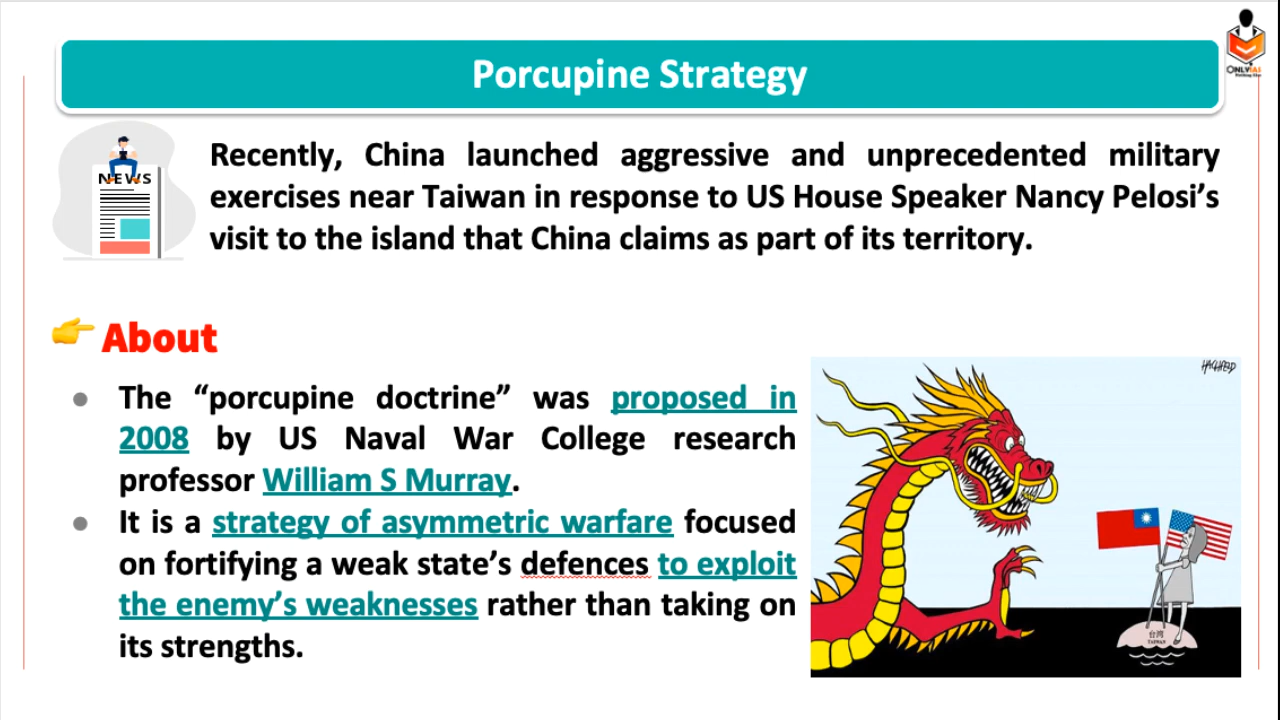 Porcupine Strategy
ONLYIAS
NEWS
Recently, China launched aggressive and unprecedented military
exercises near Taiwan in response to US House Speaker Nancy Pelosi’s
visit to the island that China claims as part of its territory.
About
The “porcupine doctrine” was proposed in
2008 by US Naval War College research
professor William S Murray.
It is a strategy of asymmetric warfare focused
on fortifying a weak state’s defences to exploit
the enemy’s weaknesses rather than taking on
its strengths.
台湾
TAIWAN